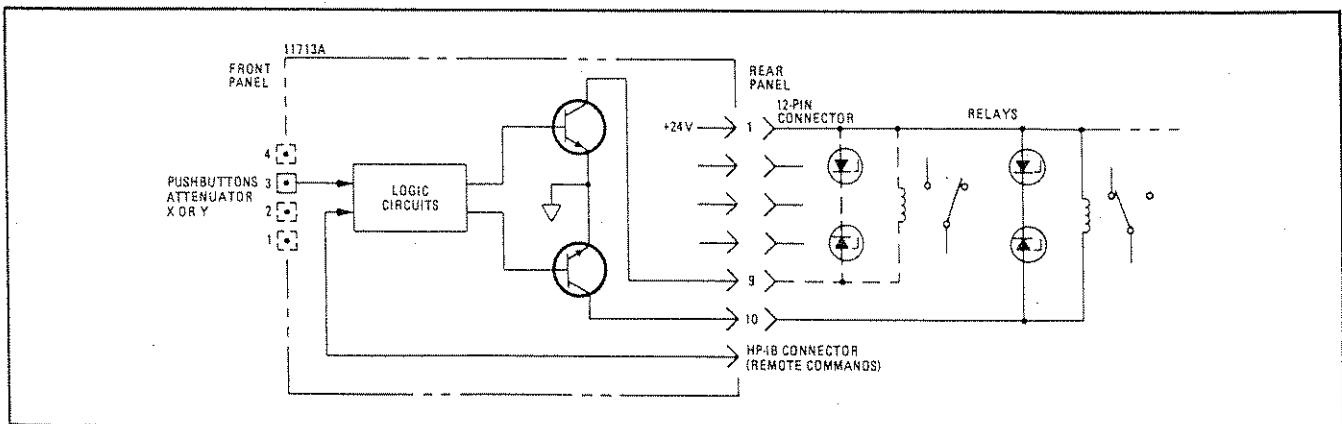 11713A
FRONT
PANEL
REAR
PANEL
12-PIN
CONNECTOR
RELAYS
+24V
1
4
PUSHBUTTONS
3
ATTENUATOR
X OR Y
2
1
LOGIC
CIRCUITS
9
10
HP-IB CONNECTOR
(REMOTE COMMANDS)